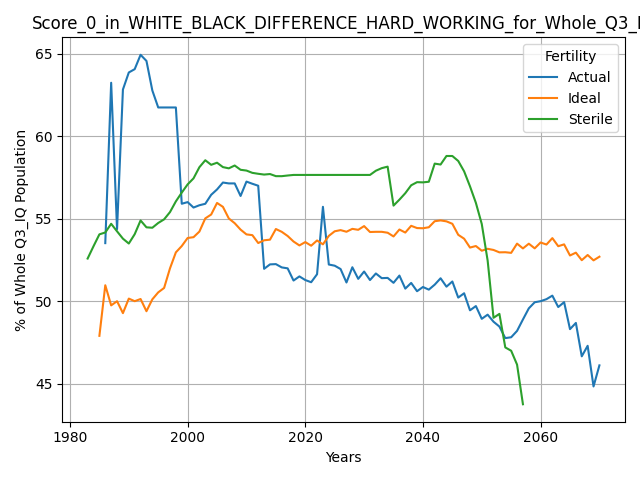 Score_0_in_WHITE_BLACK_DIFFERENCE_HARD_WORKING_for_Whole_Q3_I
Fertility
Actual
Ideal
Sterile
65
60
55
50
45
% of Whole Q3_IQ Population
1980 2000 2020 2040 2060
Years